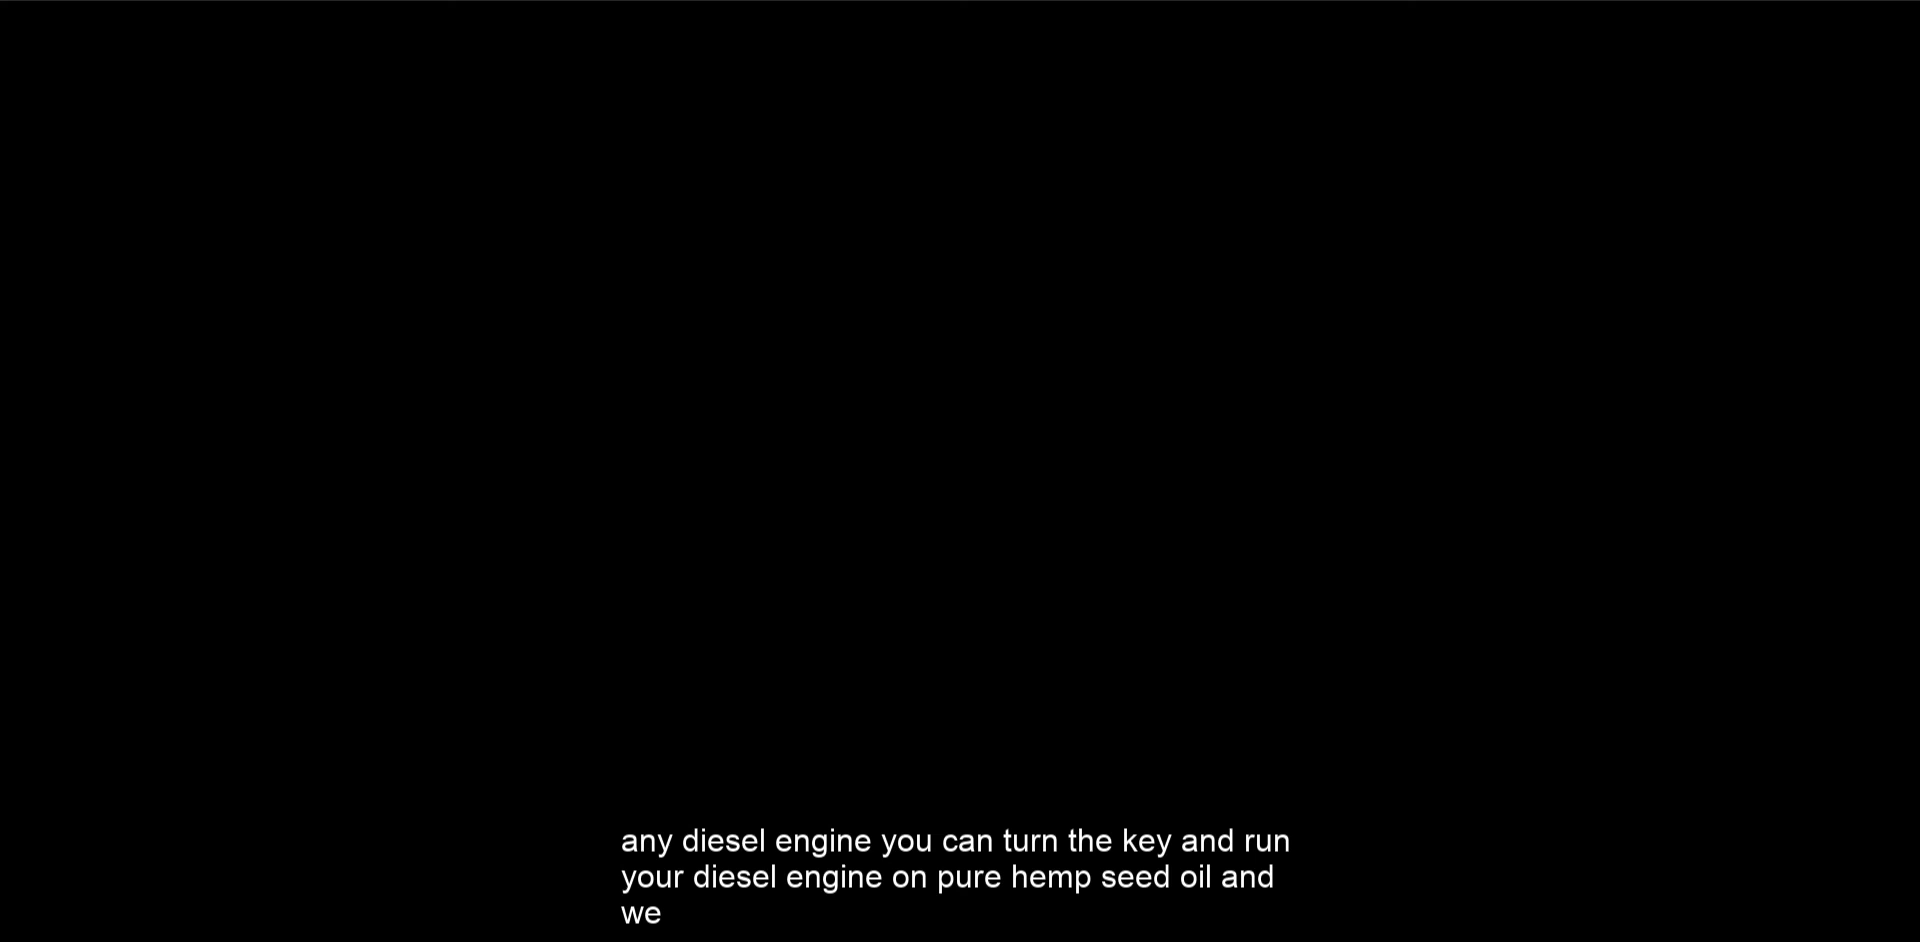 any diesel engine you can turn the key and run
your diesel engine on pure hemp seed oil and
we